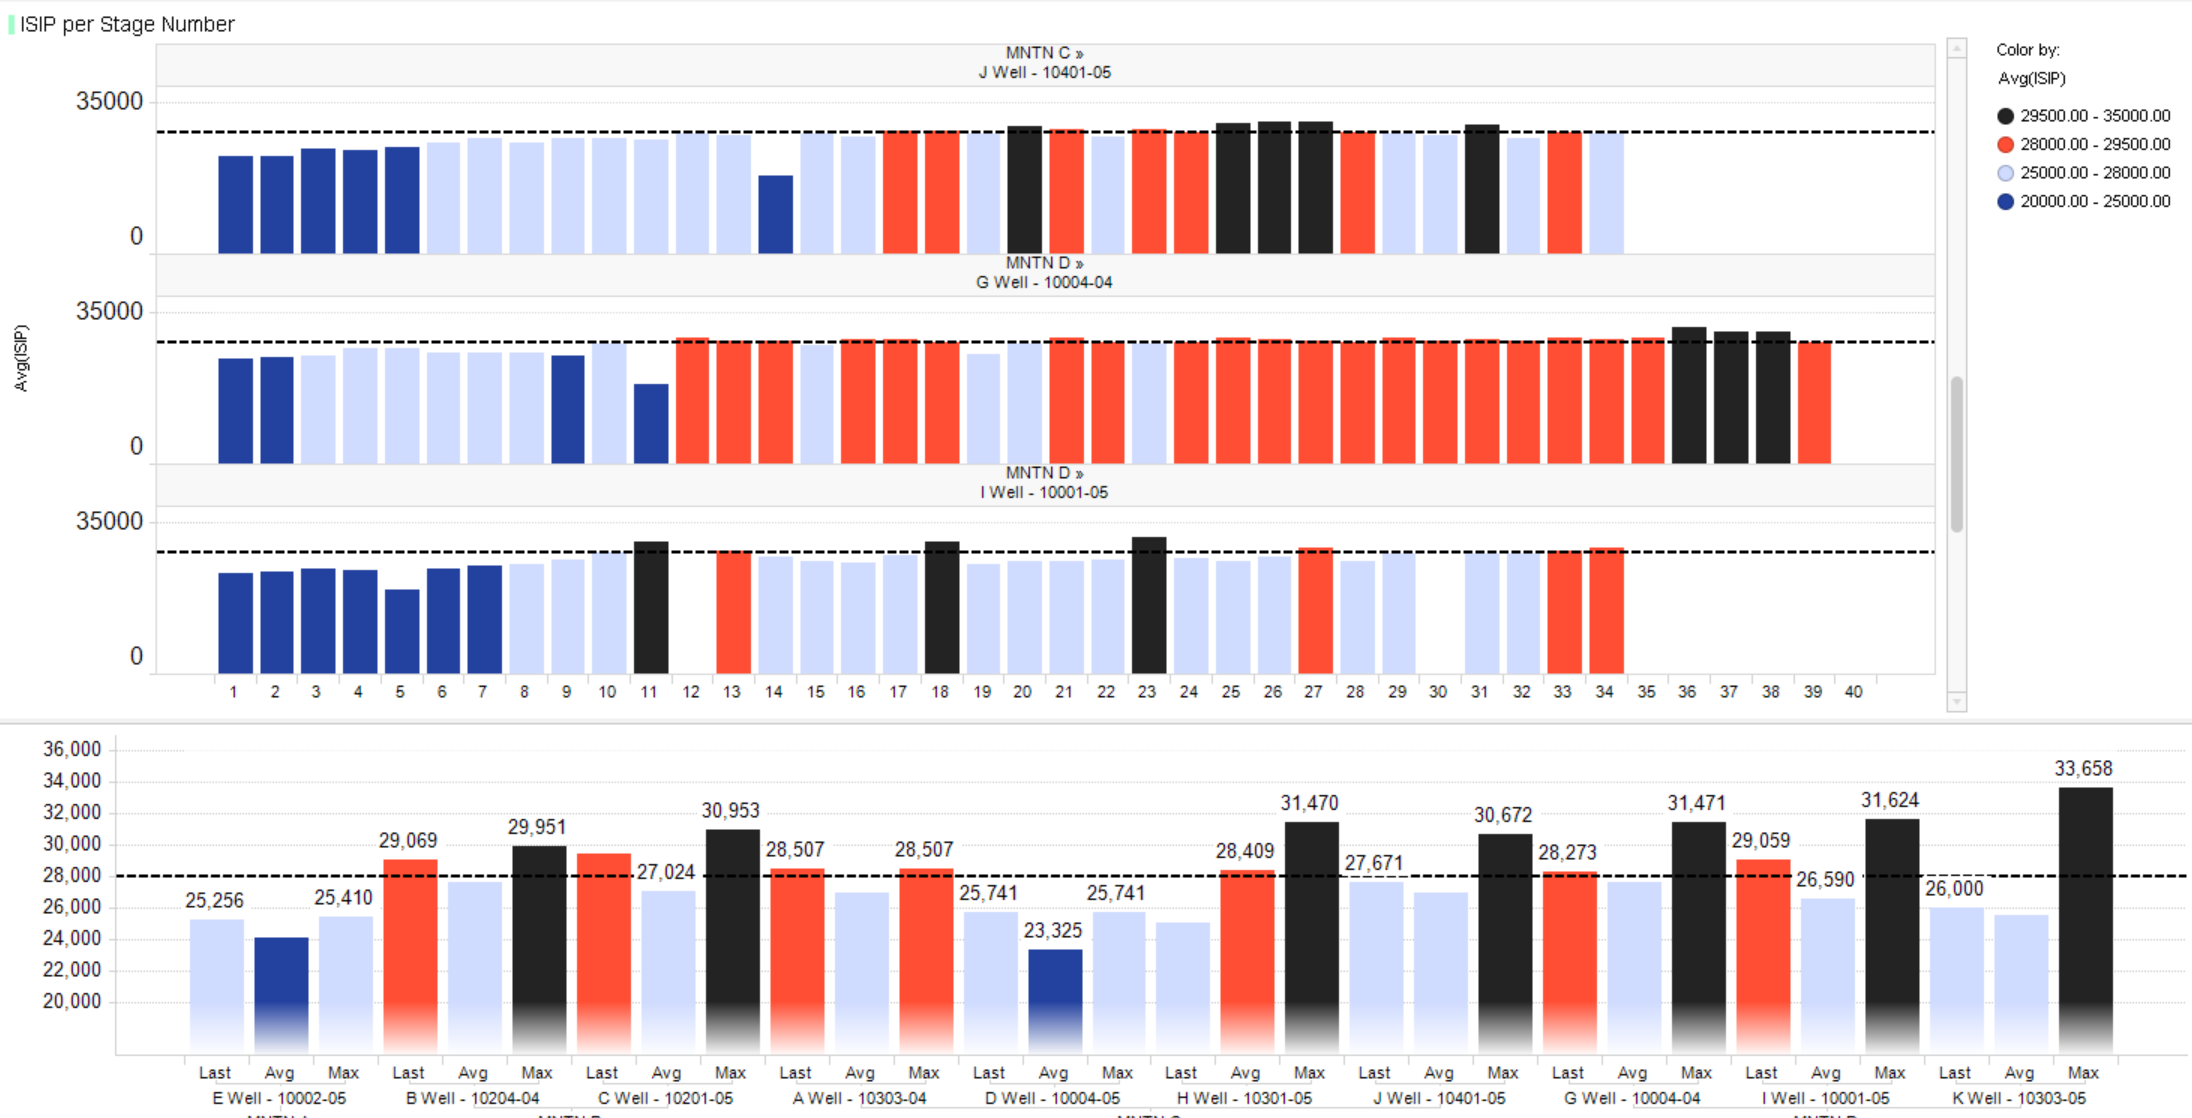 ISIP per Stage Number
MNTN C »
J Well - 10401-05
35000
0
MNTN D »
G Well - 10004-04
35000
0
MNTN D »
I Well - 10001-05
35000
0
Avg(ISIP)
1 2 3 4 5 6 7 8 9 10 11 12 13 14 15 16 17 18 19 20 21 22 23 24 25 26 27 28 29 30 31 32 33 34 35 36 37 38 39 40
Color by:
Avg(ISIP)
29500.00 - 35000.00
28000.00 - 29500.00
25000.00 - 28000.00
20000.00 - 25000.00
36,000
34,000
32,000
30,000
28,000
26,000
24,000
22,000
20,000
25,256 25,410 29,069 29,951 27,024 30,953 28,507 28,507 25,741 23,325 25,741 28,409 31,470 27,671 30,672 28,273 31,471 29,059 26,590 31,624 26,000 33,658
Last Avg Max Last Avg Max Last Avg Max Last Avg Max Last Avg Max Last Avg Max Last Avg Max Last Avg Max Last Avg Max Last Avg Max
E Well - 10002-05 B Well - 10204-04 C Well - 10201-05 A Well - 10303-04 D Well - 10004-05 H Well - 10301-05 J Well - 10401-05 G Well - 10004-04 I Well - 10001-05 K Well - 10303-05